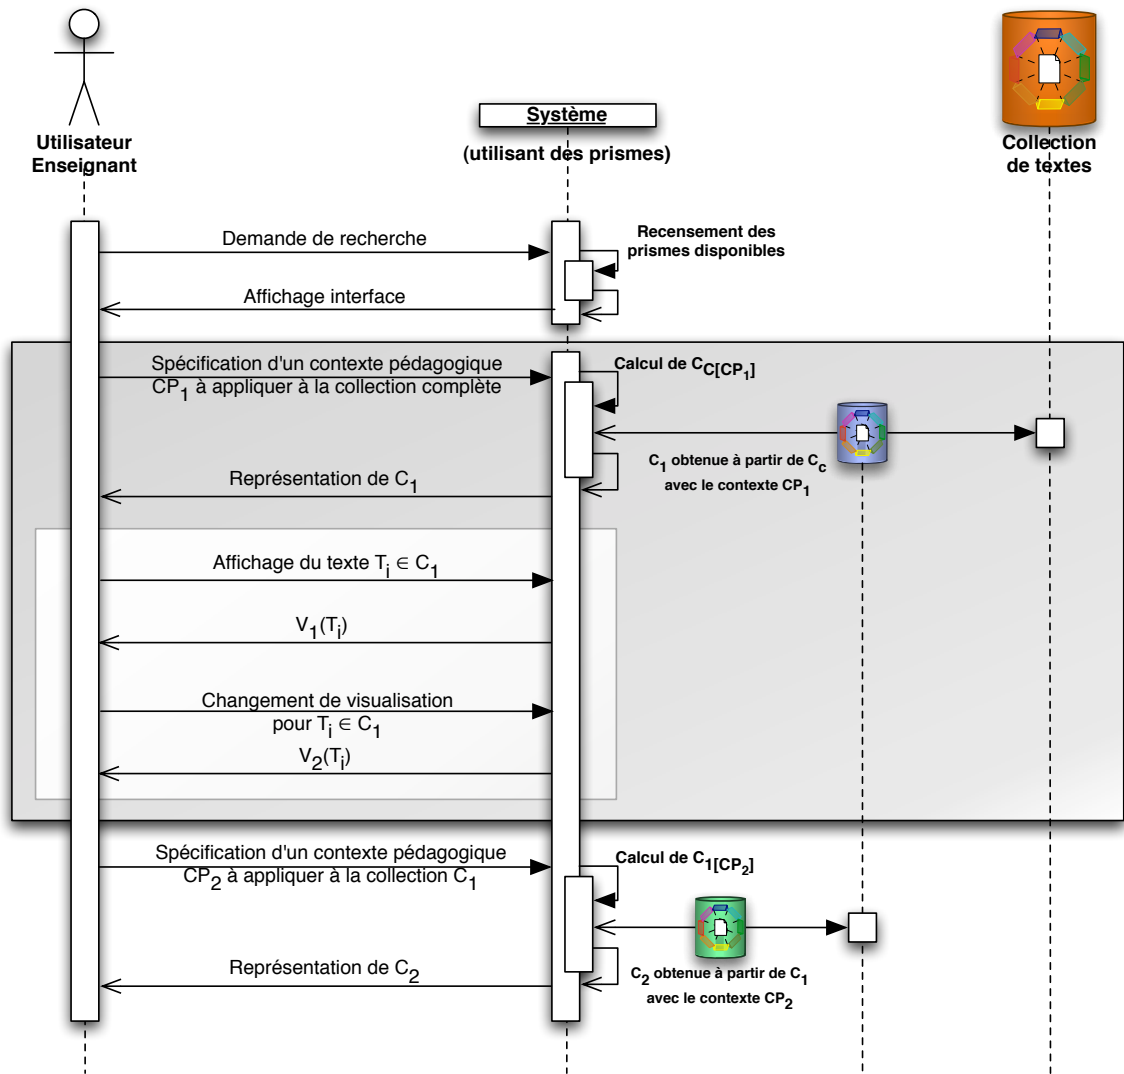 Utilisateur
Enseignant
Système
(utilisant des prismes)
Collection
de textes
Demande de recherche
Recensement des
prismes disponibles
Affichage interface
Spécification d'un contexte pédagogique
CP1 à appliquer à la collection complète
Calcul de CC[CP1]
C1 obtenue à partir de Cc
avec le contexte CP1
Représentation de C1
Affichage du texte Ti ∈ C1
V1(Ti)
Changement de visualisation
pour Ti ∈ C1
V2(Ti)
Spécification d'un contexte pédagogique
CP2 à appliquer à la collection C1
Calcul de C1[CP2]
C2 obtenue à partir de C1
avec le contexte CP2
Représentation de C2